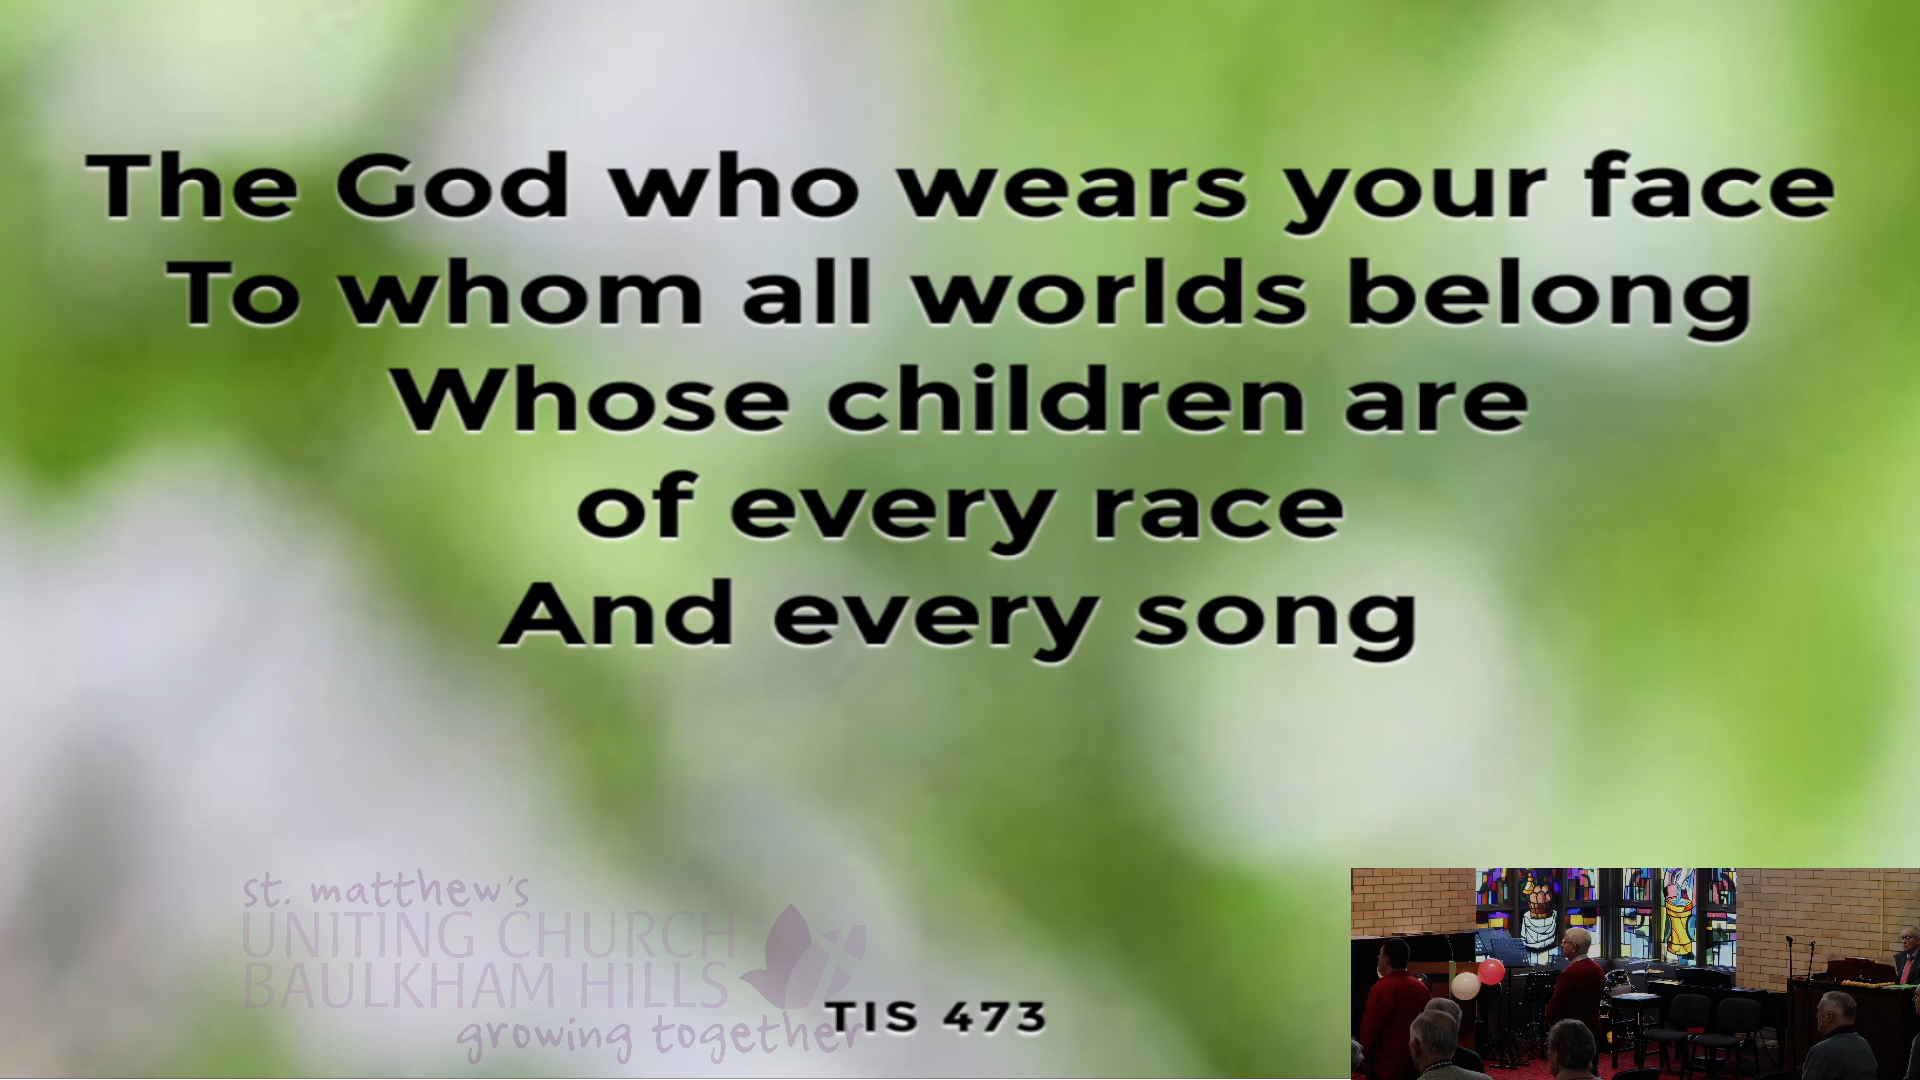 The God who wears your face
To whom all worlds belong
Whose children are
of every race
And every song
st. matthew's
UNITING CHURCH
BAULKHAM HILLS
growing together
TIS 473